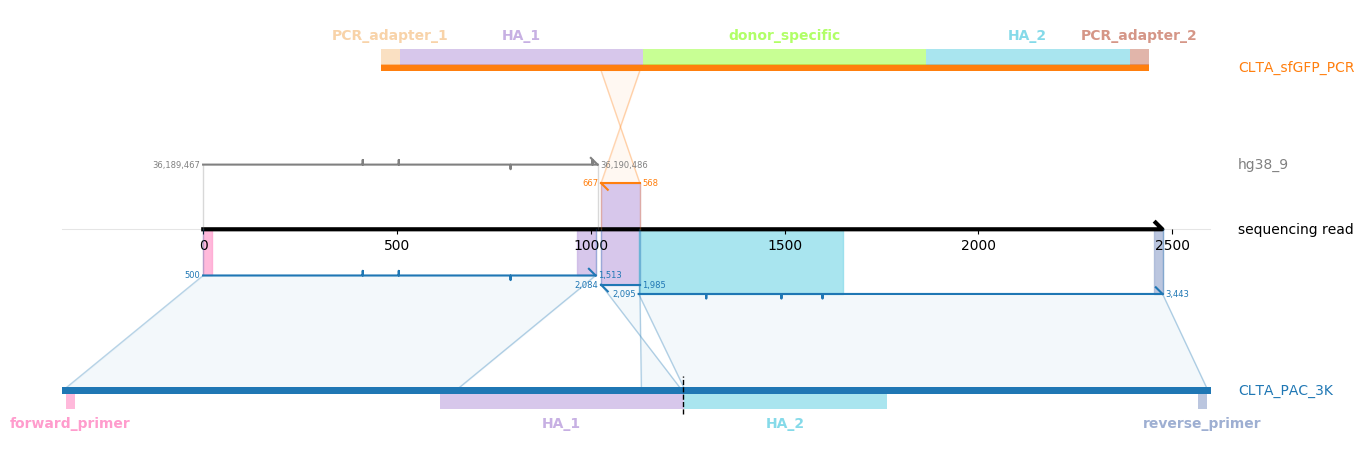 PCR_adapter_1 HA_1 donor_specific HA_2 PCR_adapter_2
CLTA_sfGFP_PCR
36,189,467 36,190,486 hg38_9
667 568
sequencing read
0 500 1000 1500 2000 2500
500 1,513
2,084 1,985
2,095 3,443
CLTA_PAC_3K
forward_primer HA_1 HA_2 reverse_primer